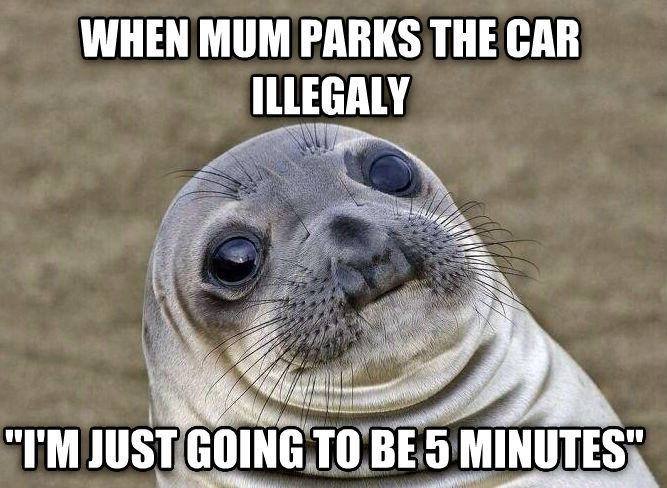 WHEN MUM PARKS THE CAR
ILLEGALY
"I'M JUST GOING TO BE 5 MINUTES"